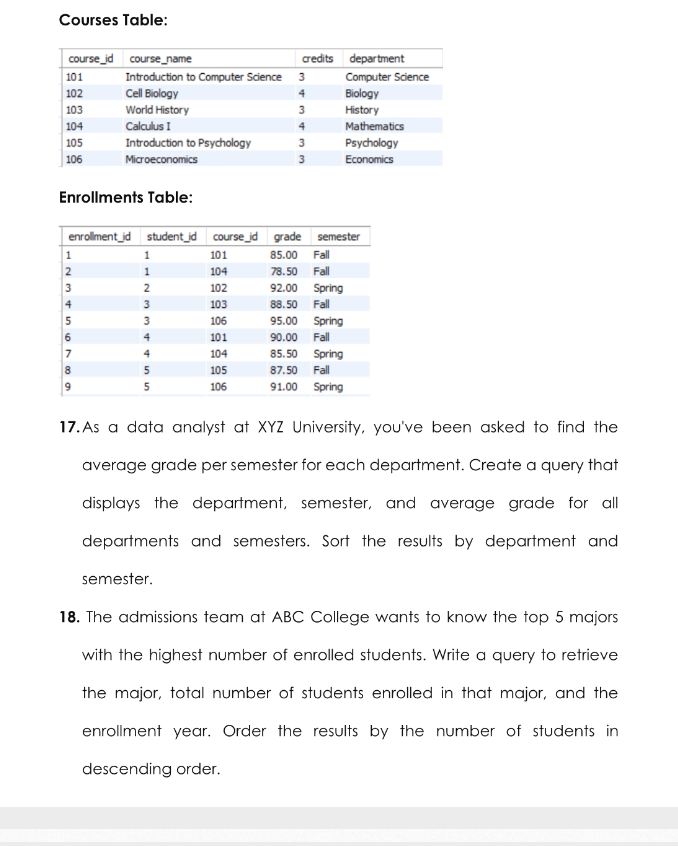 Courses Table:
course_id course_name credits department
101 Introduction to Computer Science 3 Computer Science
102 Cell Biology 4 Biology
103 World History 3 History
104 Calculus I 4 Mathematics
105 Introduction to Psychology 3 Psychology
106 Microeconomics 3 Economics
Enrollments Table:
enrollment_id student_id course_id grade semester
1 1 101 85.00 Fall
2 1 104 78.50 Fall
3 2 102 92.00 Spring
4 3 103 88.50 Fall
5 3 106 95.00 Spring
6 4 101 90.00 Fall
7 4 104 85.50 Spring
8 5 105 87.50 Fall
9 5 106 91.00 Spring
17. As a data analyst at XYZ University, you've been asked to find the
average grade per semester for each department. Create a query that
displays the department, semester, and average grade for all
departments and semesters. Sort the results by department and
semester.
18. The admissions team at ABC College wants to know the top 5 majors
with the highest number of enrolled students. Write a query to retrieve
the major, total number of students enrolled in that major, and the
enrollment year. Order the results by the number of students in
descending order.